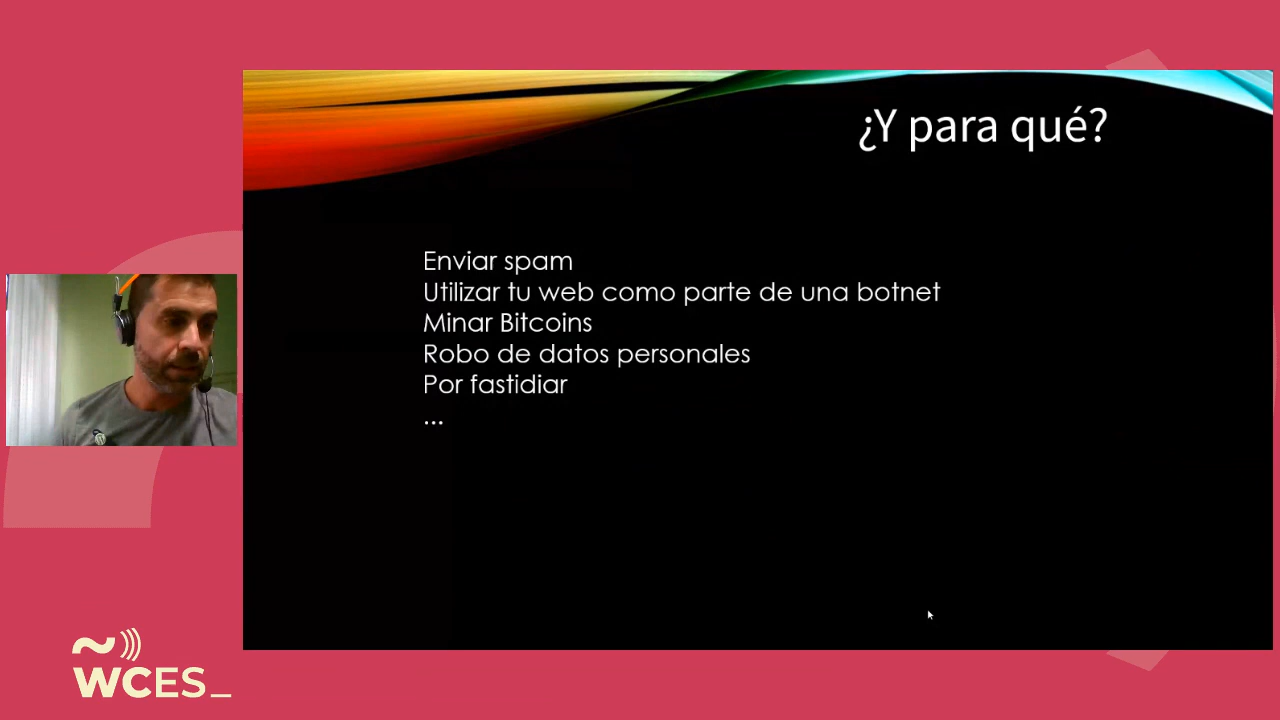 ¿Y para qué?
Enviar spam
Utilizar tu web como parte de una botnet
Minar Bitcoins
Robo de datos personales
Por fastidiar
...
WCES_